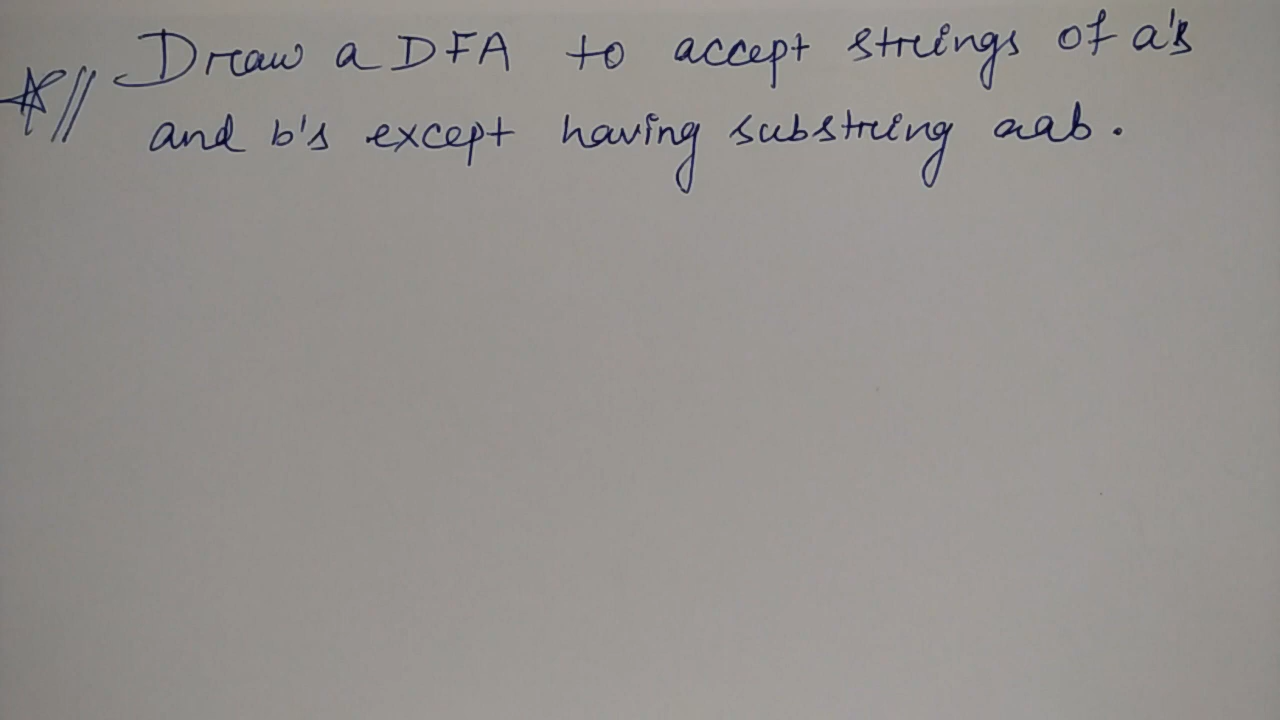 Draw a DFA to accept strings of a's
and b's except having substring aab.